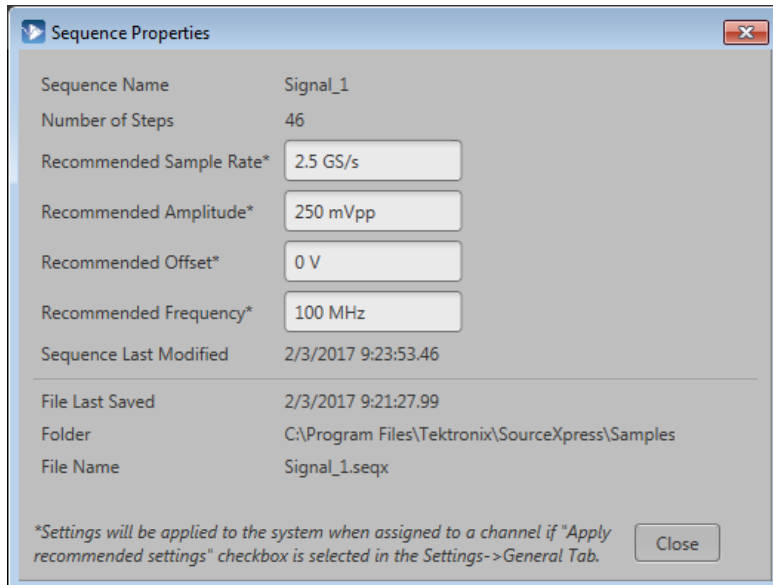 Sequence Properties
Sequence Name Signal_1
Number of Steps 46
Recommended Sample Rate* 2.5 GS/s
Recommended Amplitude* 250 mVpp
Recommended Offset* 0 V
Recommended Frequency* 100 MHz
Sequence Last Modified 2/3/2017 9:23:53.46
File Last Saved 2/3/2017 9:21:27.99
Folder C:\Program Files\Tektronix\SourceXpress\Samples
File Name Signal_1.seqx
*Settings will be applied to the system when assigned to a channel if "Apply
recommended settings" checkbox is selected in the Settings->General Tab.
Close